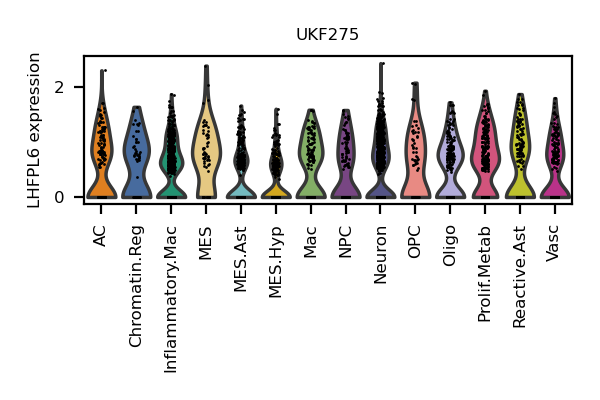 UKF275
LHFPL6 expression
2
0
AC
Chromatin.Reg
Inflammatory.Mac
MES
MES.Ast
MES.Hyp
Mac
NPC
Neuron
OPC
Oligo
Prolif.Metab
Reactive.Ast
Vasc